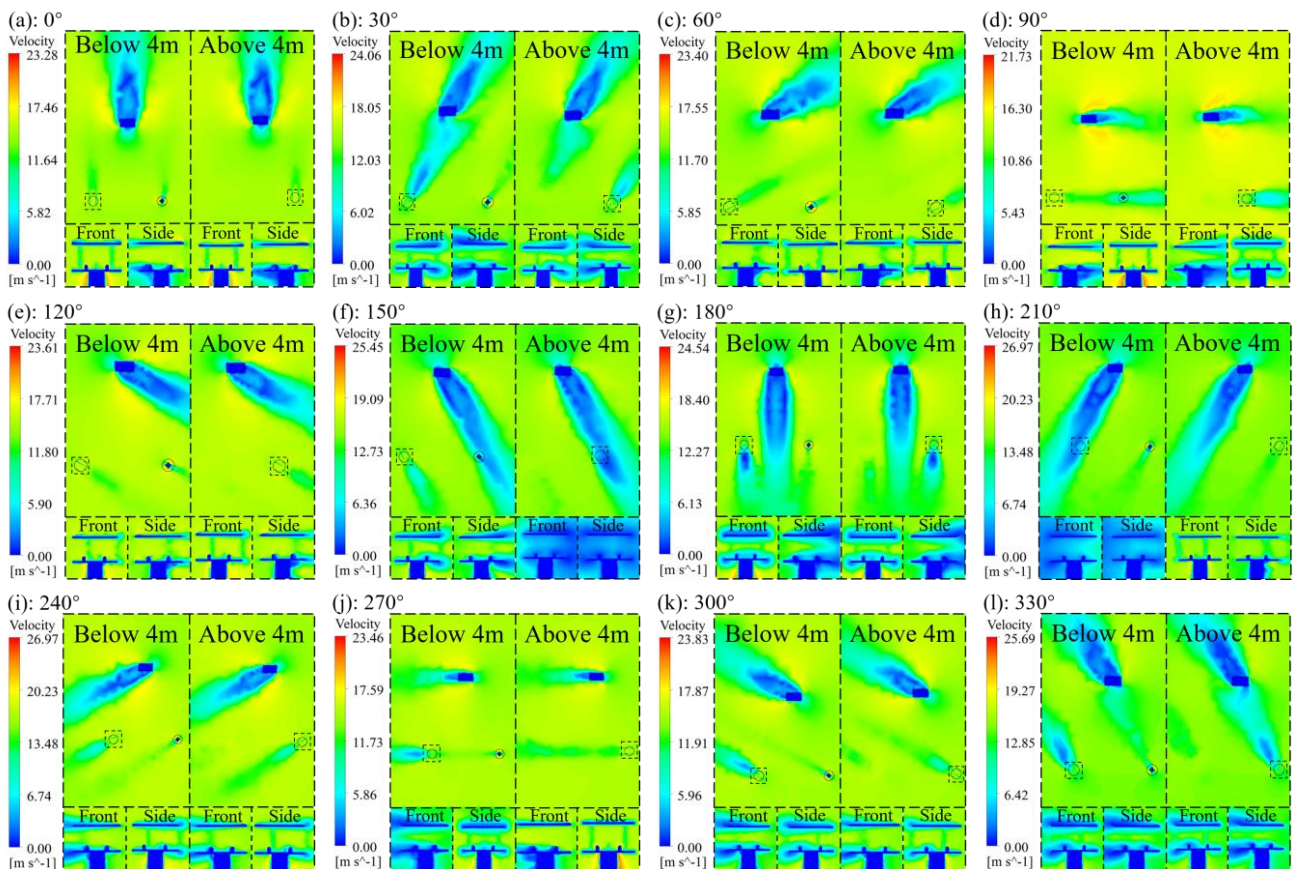 (a): 0°
Velocity
23.28
17.46
11.64
5.82
0.00
[m s^-1]
Below 4m
Above 4m
Front
Side
Front
Side
(b): 30°
Velocity
24.06
18.05
12.03
6.02
0.00
[m s^-1]
Below 4m
Above 4m
Front
Side
Front
Side
(c): 60°
Velocity
23.40
17.55
11.70
5.85
0.00
[m s^-1]
Below 4m
Above 4m
Front
Side
Front
Side
(d): 90°
Velocity
21.73
16.30
10.86
5.43
0.00
[m s^-1]
Below 4m
Above 4m
Front
Side
Front
Side
(e): 120°
Velocity
23.61
17.71
11.80
5.90
0.00
[m s^-1]
Below 4m
Above 4m
Front
Side
Front
Side
(f): 150°
Velocity
25.45
19.09
12.73
6.36
0.00
[m s^-1]
Below 4m
Above 4m
Front
Side
Front
Side
(g): 180°
Velocity
24.54
18.40
12.27
6.13
0.00
[m s^-1]
Below 4m
Above 4m
Front
Side
Front
Side
(h): 210°
Velocity
26.97
20.23
13.48
6.74
0.00
[m s^-1]
Below 4m
Above 4m
Front
Side
Front
Side
(i): 240°
Velocity
26.97
20.23
13.48
6.74
0.00
[m s^-1]
Below 4m
Above 4m
Front
Side
Front
Side
(j): 270°
Velocity
23.46
17.59
11.73
5.86
0.00
[m s^-1]
Below 4m
Above 4m
Front
Side
Front
Side
(k): 300°
Velocity
23.83
17.87
11.91
5.96
0.00
[m s^-1]
Below 4m
Above 4m
Front
Side
Front
Side
(l): 330°
Velocity
25.69
19.27
12.85
6.42
0.00
[m s^-1]
Below 4m
Above 4m
Front
Side
Front
Side